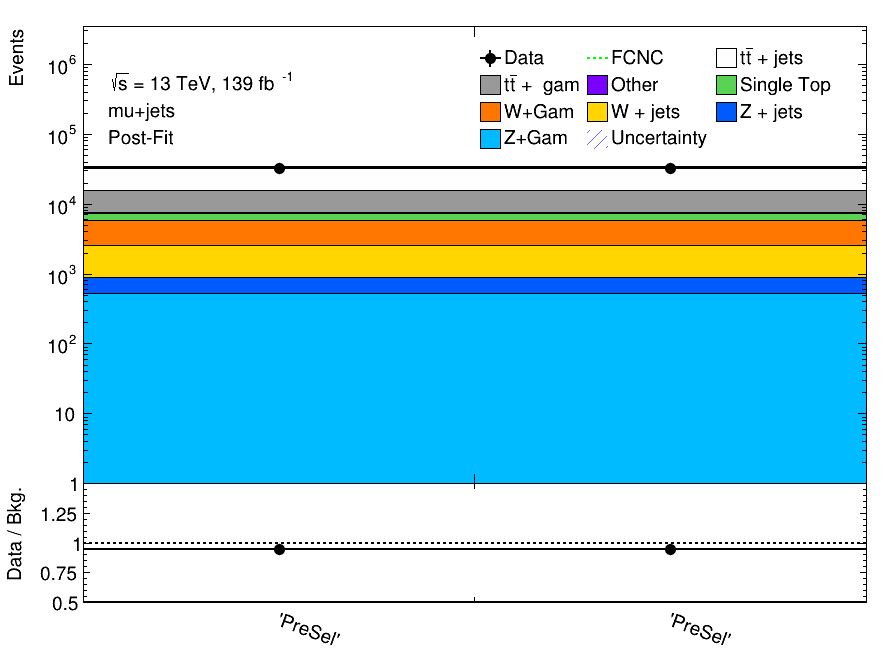 Events
10⁶
10⁵
10⁴
10³
10²
10
1
√s = 13 TeV, 139 fb⁻¹
mu+jets
Post-Fit
Data
FCNC
tt̄ + jets
tt̄ + gam
Other
Single Top
W+Gam
W + jets
Z + jets
Z+Gam
Uncertainty
Data / Bkg.
1.25
1
0.75
0.5
'PreSel'
'PreSel'